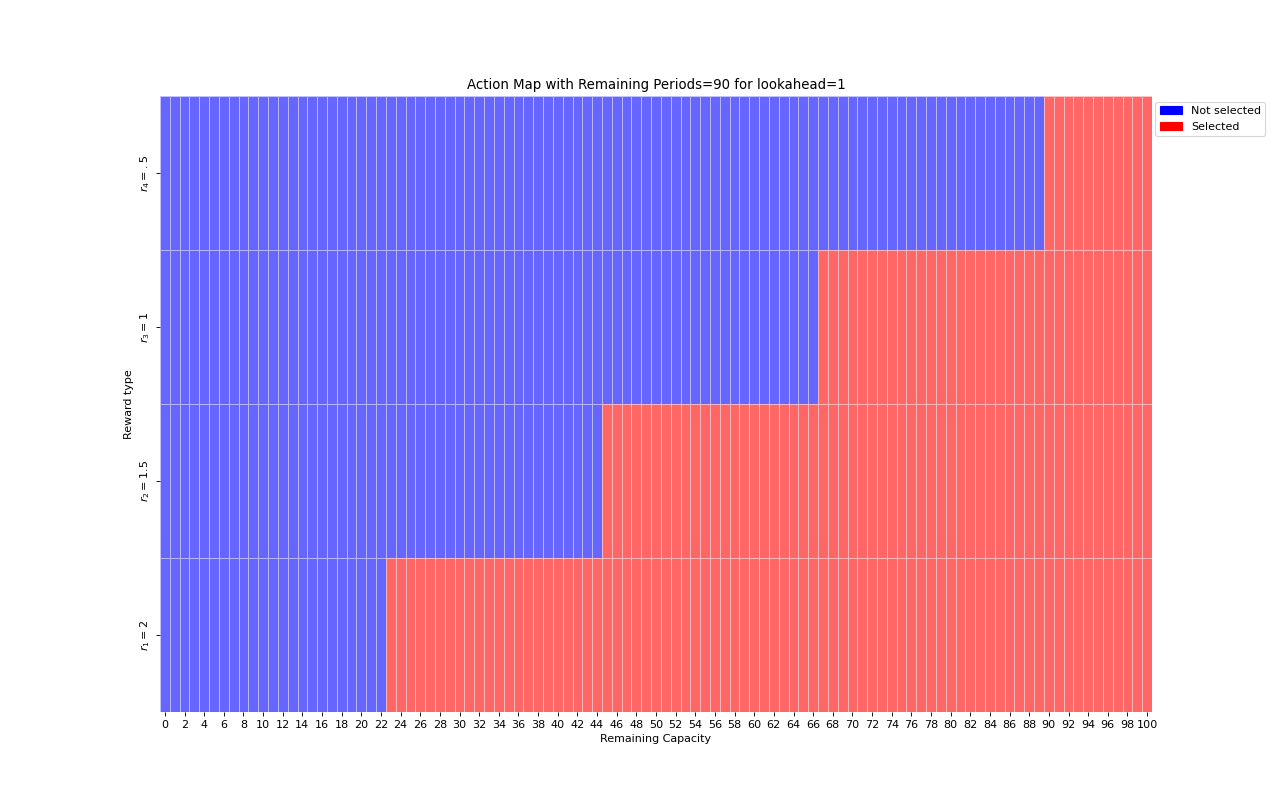 Action Map with Remaining Periods=90 for lookahead=1
Not selected
Selected
Reward type
r₄ = .5
r₃ = 1
r₂ = 1.5
r₁ = 2
0 2 4 6 8 10 12 14 16 18 20 22 24 26 28 30 32 34 36 38 40 42 44 46 48 50 52 54 56 58 60 62 64 66 68 70 72 74 76 78 80 82 84 86 88 90 92 94 96 98 100
Remaining Capacity